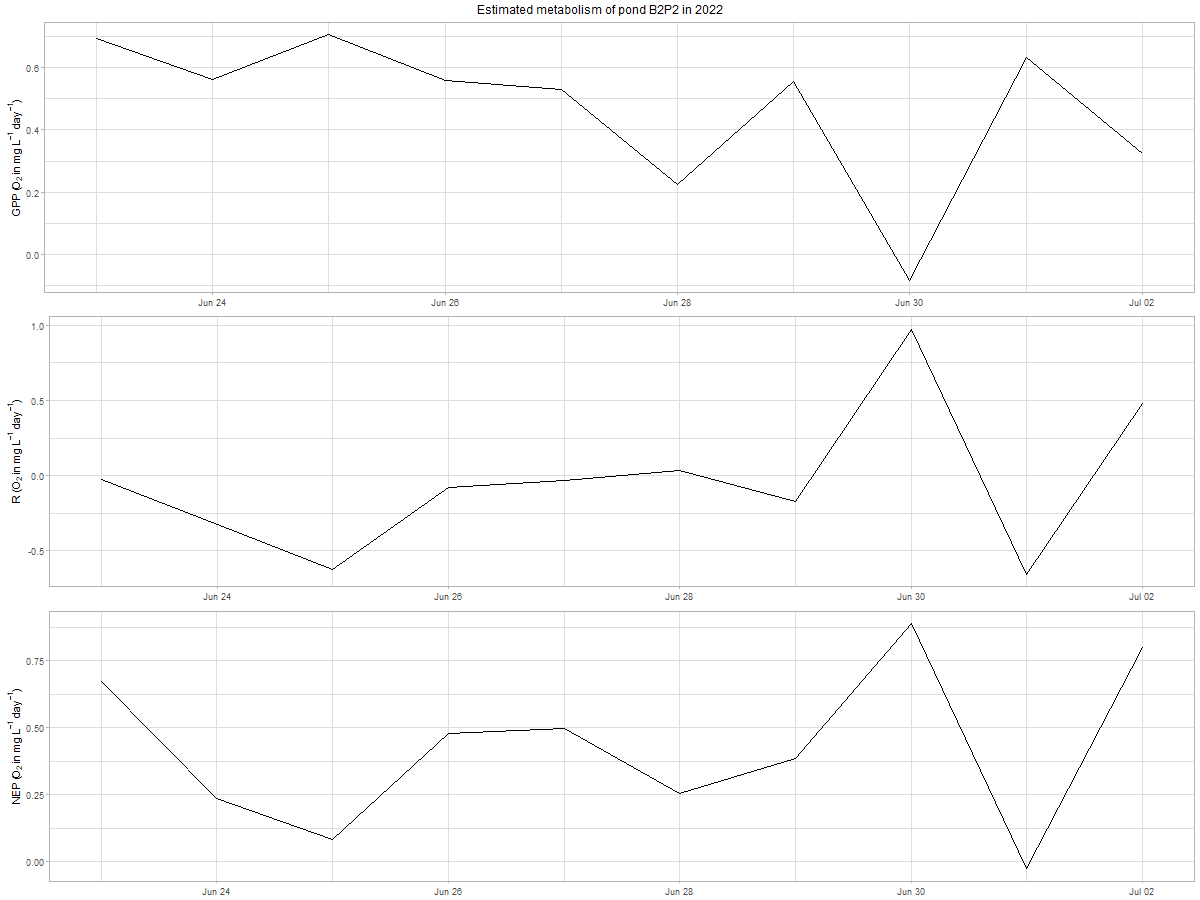 Estimated metabolism of pond B2P2 in 2022
GPP (O₂ in mg L⁻¹ day⁻¹)
0.6
0.4
0.2
0.0
Jun 24 Jun 26 Jun 28 Jun 30 Jul 02
R (O₂ in mg L⁻¹ day⁻¹)
1.0
0.5
0.0
-0.5
Jun 24 Jun 26 Jun 28 Jun 30 Jul 02
NEP (O₂ in mg L⁻¹ day⁻¹)
0.75
0.50
0.25
0.00
Jun 24 Jun 26 Jun 28 Jun 30 Jul 02